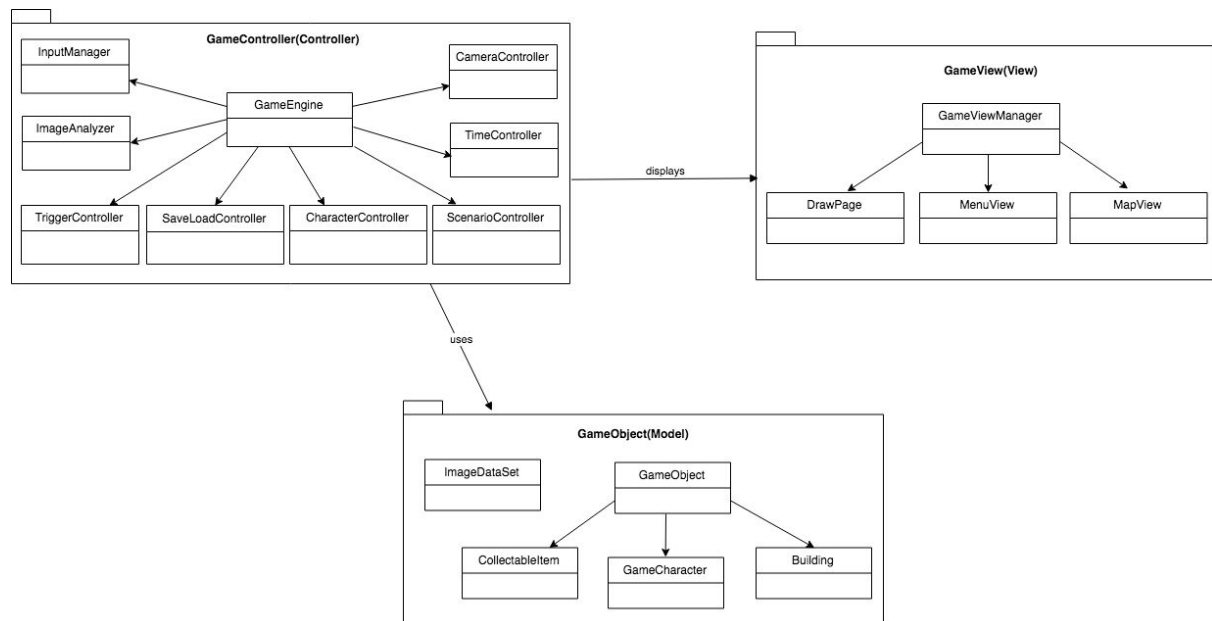 GameController(Controller)
InputManager
CameraController
GameEngine
ImageAnalyzer
TimeController
TriggerController
SaveLoadController
CharacterController
ScenarioController
displays
GameView(View)
GameViewManager
DrawPage
MenuView
MapView
uses
GameObject(Model)
ImageDataSet
GameObject
CollectableItem
GameCharacter
Building